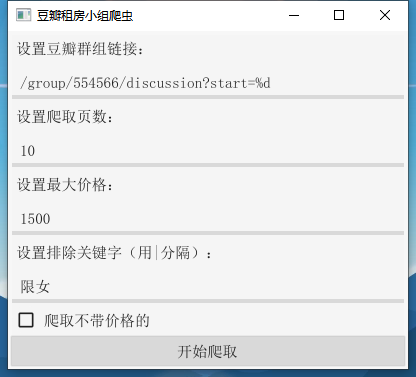 豆瓣租房小组爬虫
设置豆瓣群组链接：
/group/554566/discussion?start=%d
设置爬取页数：
10
设置最大价格：
1500
设置排除关键字（用|分隔）：
限女
爬取不带价格的
开始爬取